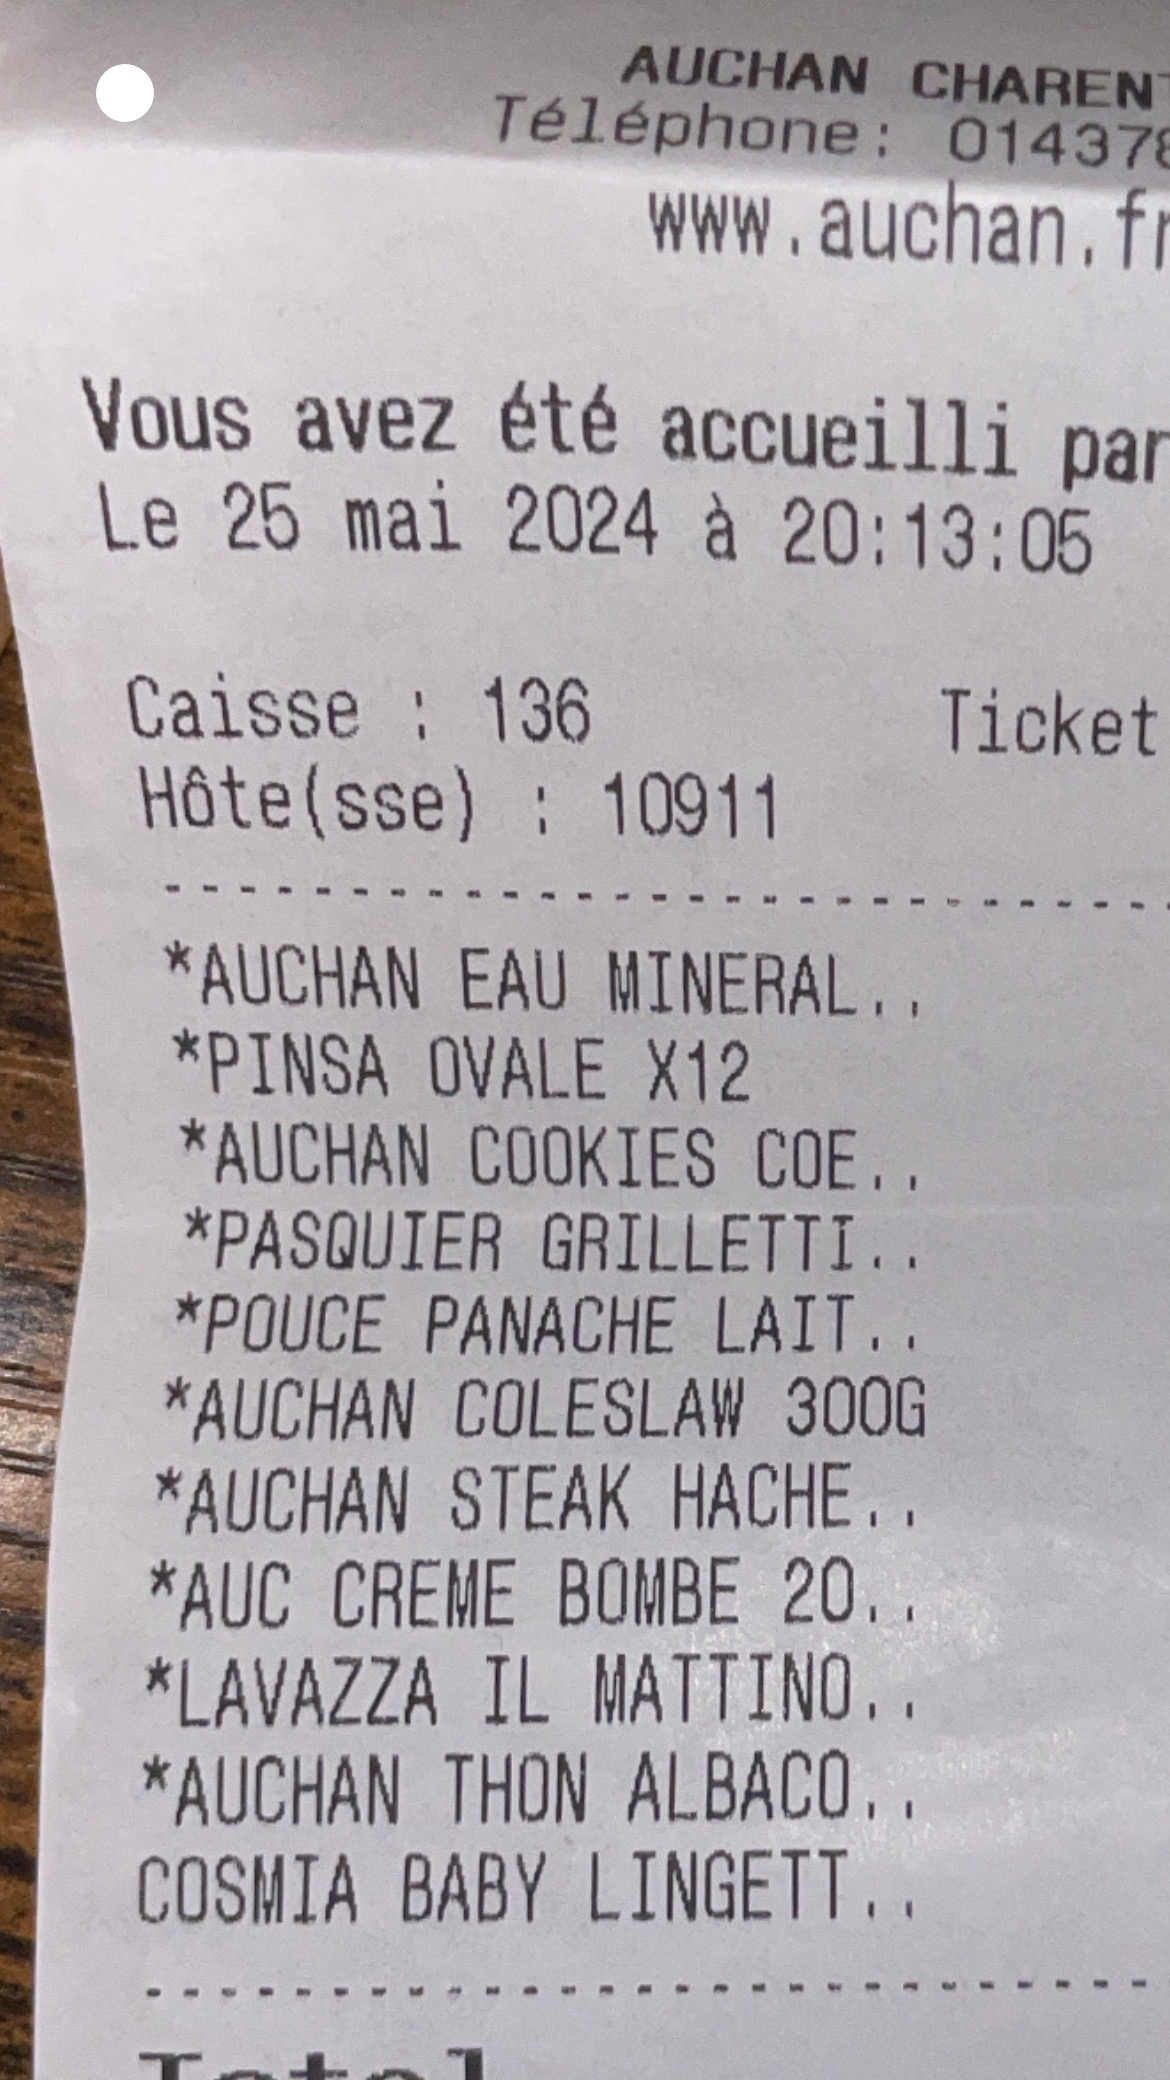 AUCHAN CHARENT
Téléphone: 014378
www.auchan.fr
Vous avez été accueilli par
Le 25 mai 2024 à 20:13:05
Caisse : 136 Ticket
Hôte(sse) : 10911
*AUCHAN EAU MINERAL..
*PINSA OVALE X12
*AUCHAN COOKIES COE..
*PASQUIER GRILLETTI..
*POUCE PANACHE LAIT..
*AUCHAN COLESLAW 300G
*AUCHAN STEAK HACHE..
*AUC CREME BOMBE 20..
*LAVAZZA IL MATTINO..
*AUCHAN THON ALBACO..
COSMIA BABY LINGETT..
Total